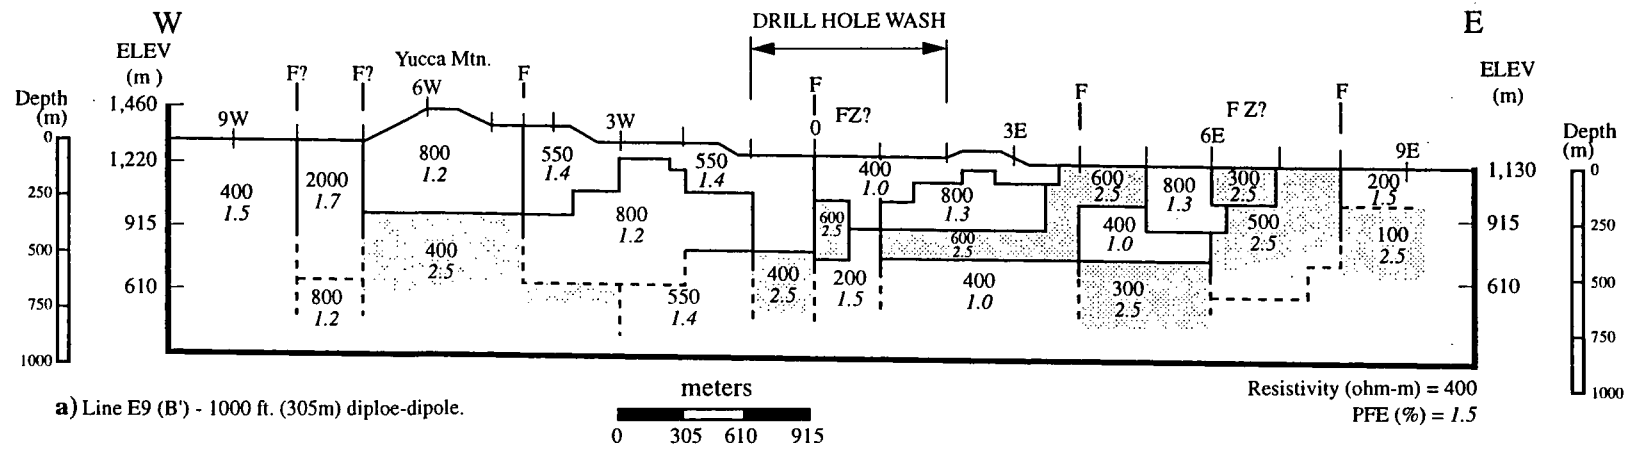 W
DRILL HOLE WASH
E
ELEV
(m)
Yucca Mtn.
ELEV
(m)
F?
F?
F
F
F
F
Depth
(m)
1,460
9W
6W
3W
0
FZ?
3E
F Z?
6E
9E
Depth
(m)
0
1,220
915
610
250
500
750
1000
400
1.5
2000
1.7
800
1.2
800
1.2
400
2.5
550
1.4
550
1.4
800
1.2
550
1.4
400
2.5
400
1.0
600
2.5
200
1.5
800
1.3
600
2.5
400
1.0
600
2.5
400
1.0
300
2.5
800
1.3
300
2.5
500
2.5
200
1.5
100
2.5
1,130
915
610
0
250
500
750
1000
a) Line E9 (B') - 1000 ft. (305m) diploe-dipole.
meters
0 305 610 915
Resistivity (ohm-m) = 400
PFE (%) = 1.5